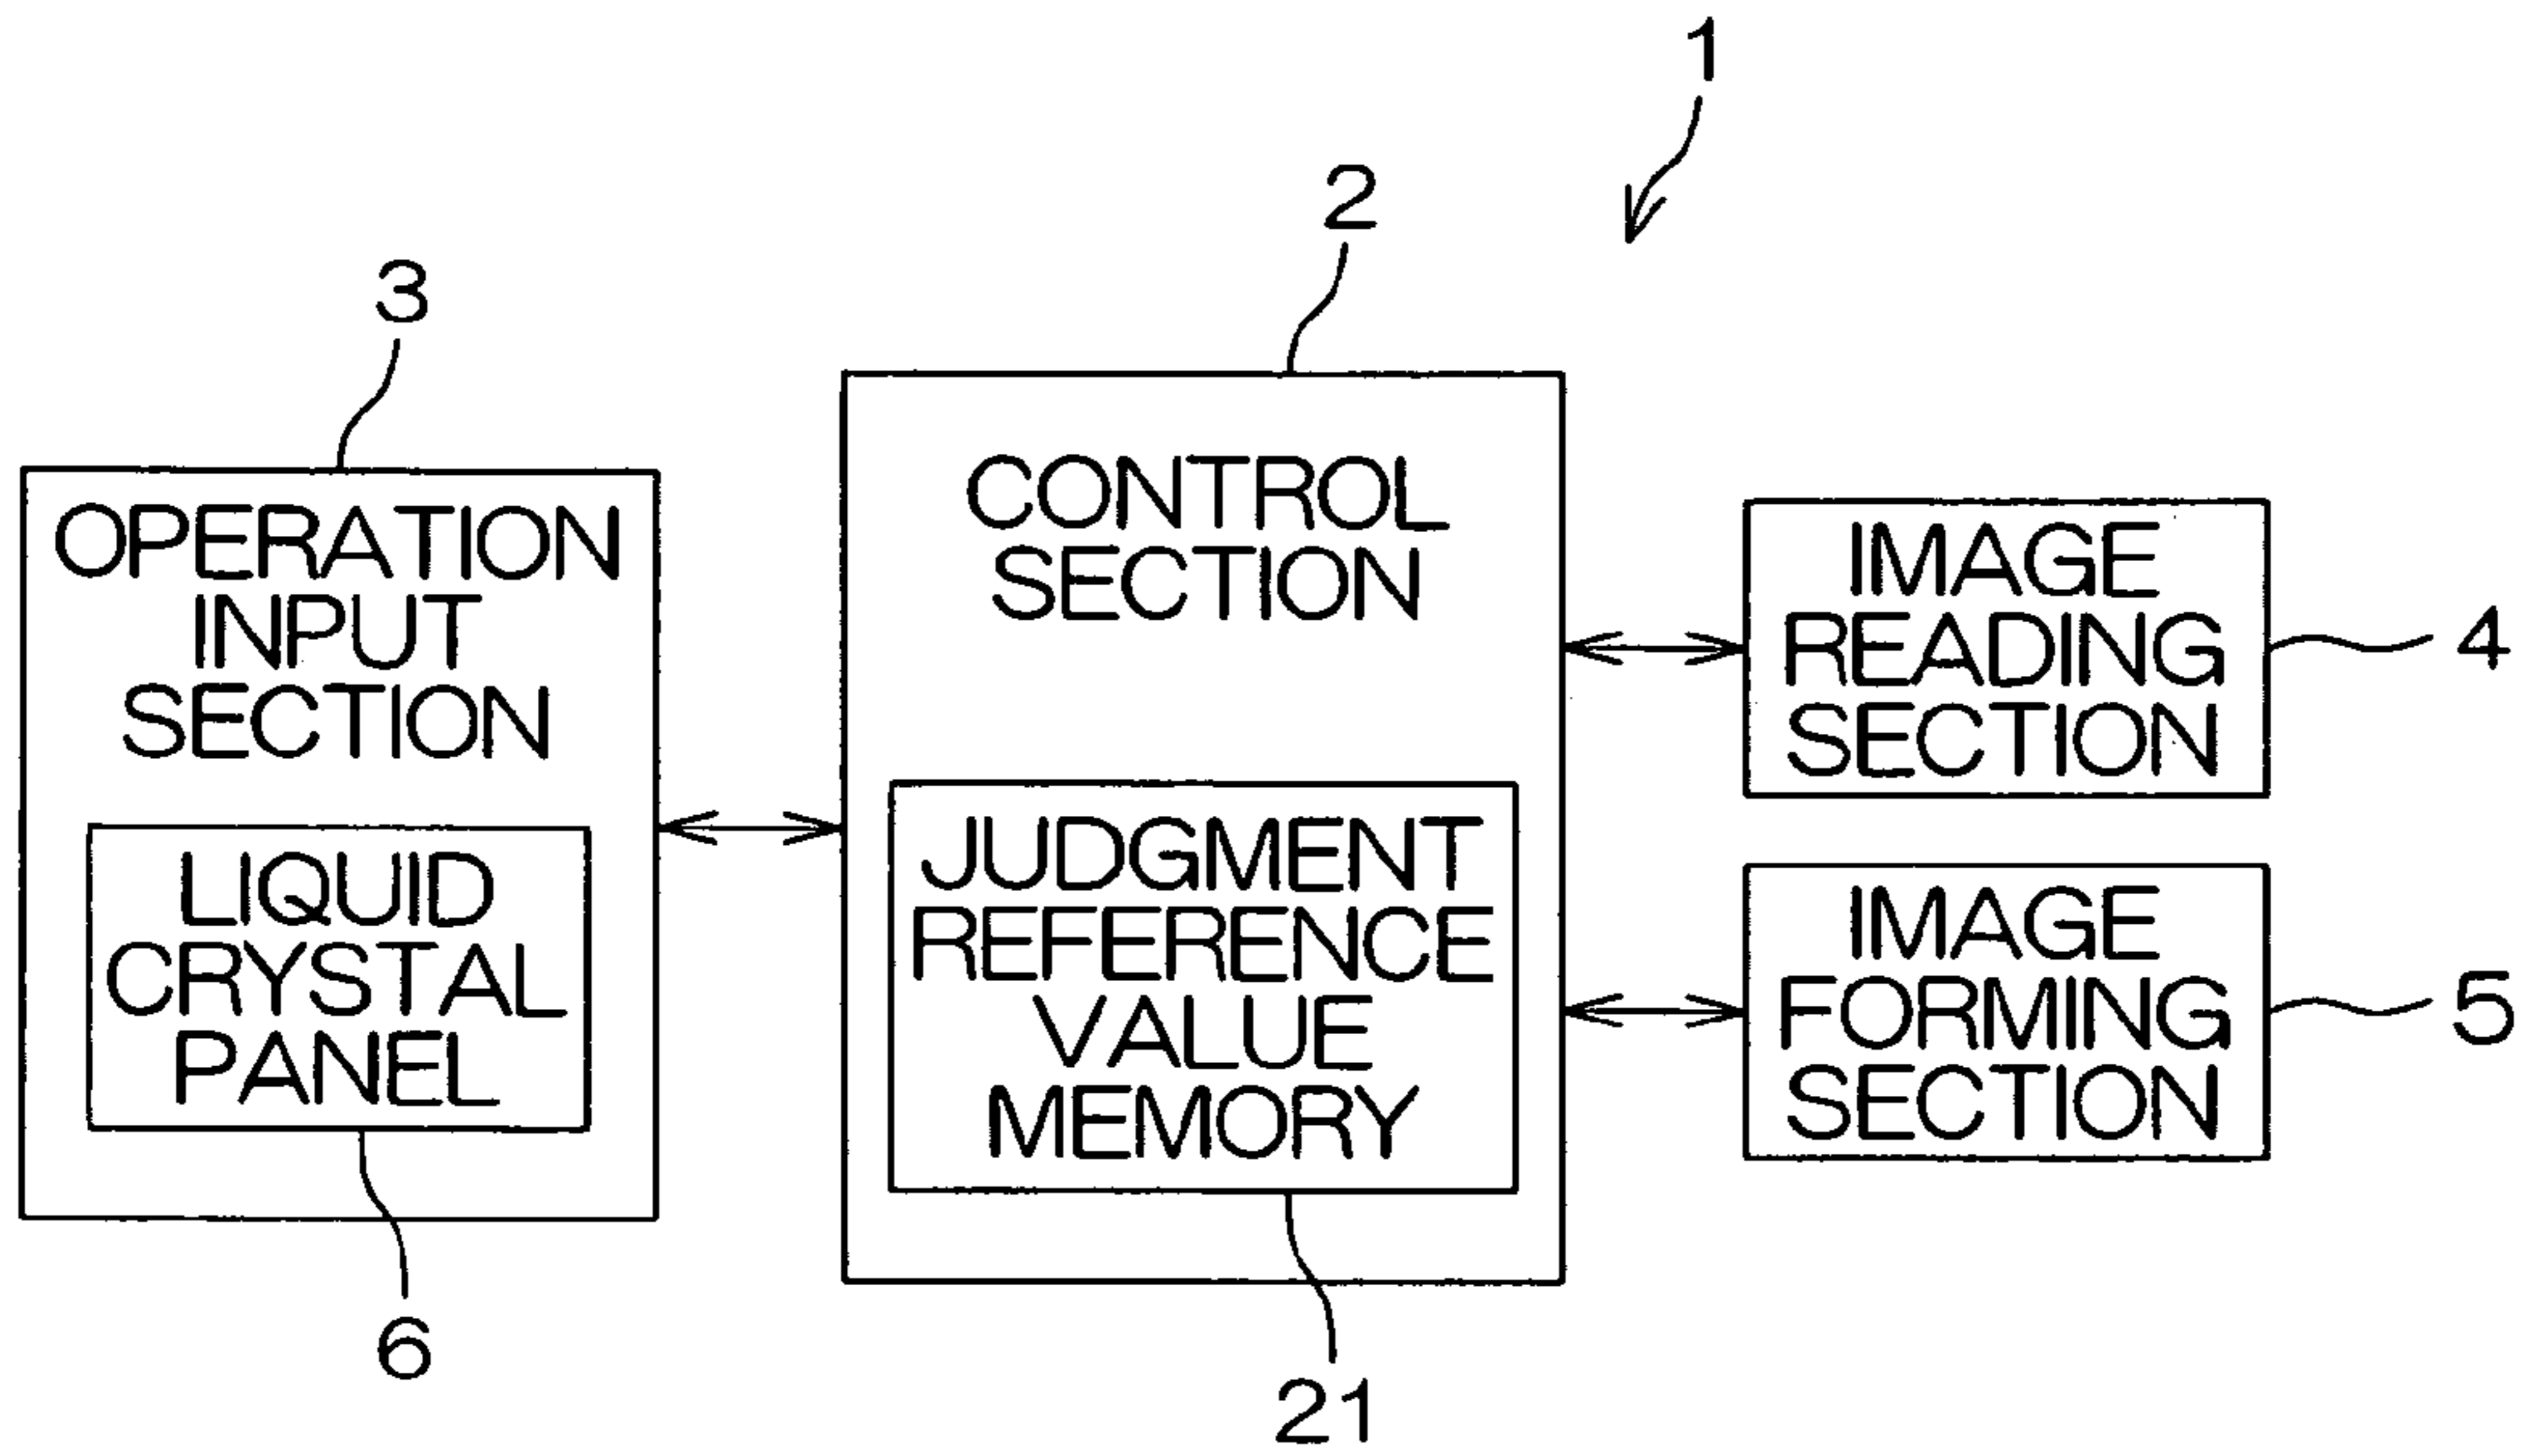 1
2
3
OPERATION
INPUT
SECTION
LIQUID
CRYSTAL
PANEL
6
CONTROL
SECTION
JUDGMENT
REFERENCE
VALUE
MEMORY
21
IMAGE
READING
SECTION
4
IMAGE
FORMING
SECTION
5